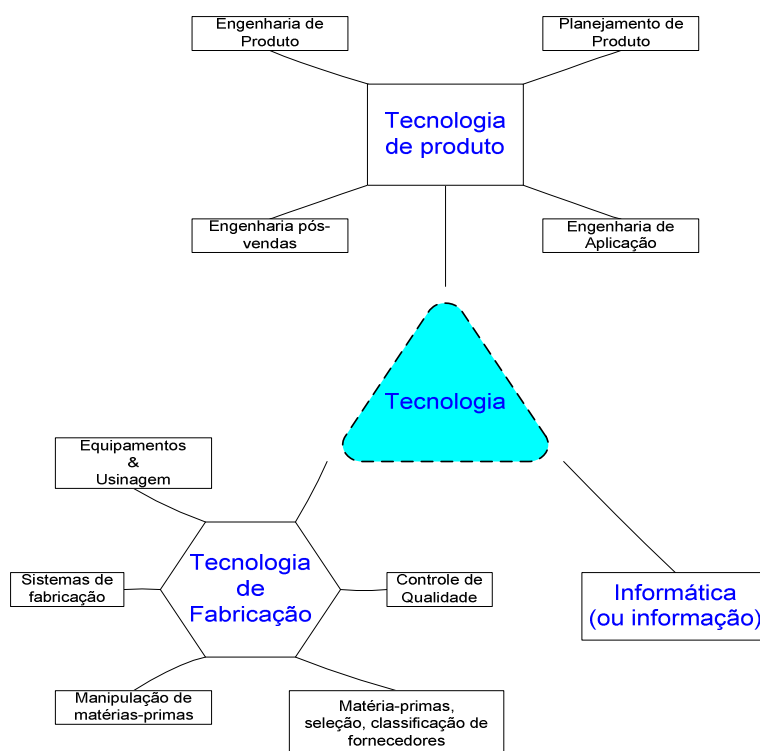 Engenharia de
Produto
Planejamento de
Produto
Tecnologia
de produto
Engenharia pós-
vendas
Engenharia de
Aplicação
Tecnologia
Equipamentos
&
Usinagem
Tecnologia
de
Fabricação
Sistemas de
fabricação
Controle de
Qualidade
Informática
(ou informação)
Manipulação de
matérias-primas
Matéria-primas,
seleção, classificação de
fornecedores